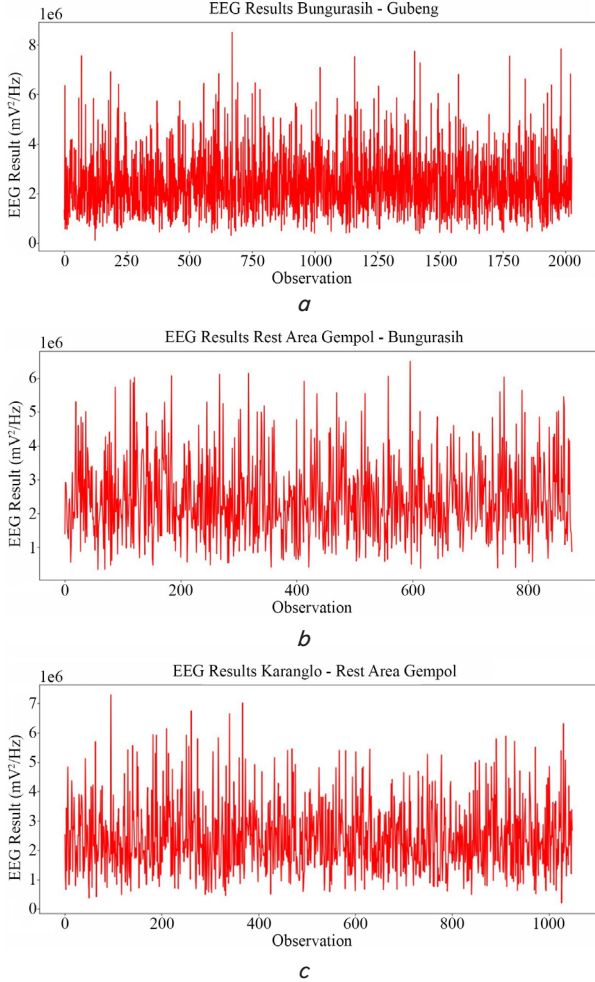 EEG Results Bungurasih - Gubeng
1e6
8
6
4
2
0
EEG Result (mV²/Hz)
0 250 500 750 1000 1250 1500 1750 2000
Observation
a
EEG Results Rest Area Gempol - Bungurasih
1e6
6
5
4
3
2
1
EEG Result (mV²/Hz)
0 200 400 600 800
Observation
b
EEG Results Karanglo - Rest Area Gempol
1e6
7
6
5
4
3
2
1
0
EEG Result (mV²/Hz)
0 200 400 600 800 1000
Observation
c